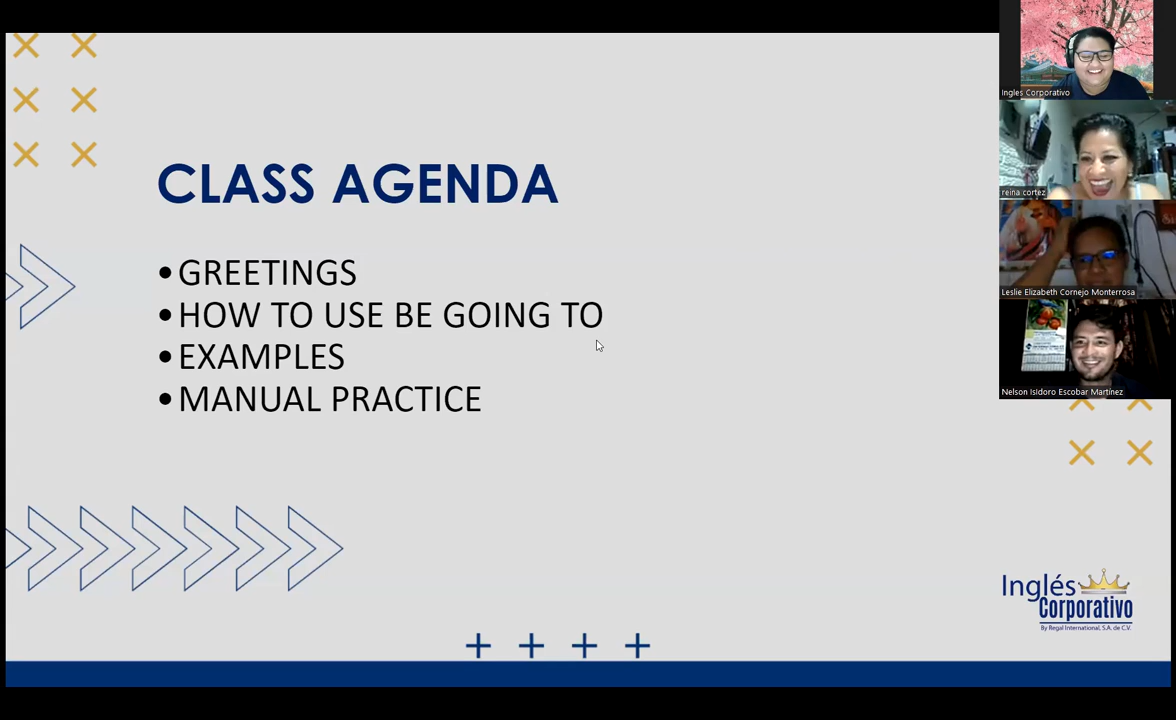 CLASS AGENDA
•GREETINGS
•HOW TO USE BE GOING TO
•EXAMPLES
•MANUAL PRACTICE
Ingles Corporativo
reina cortez
Leslie Elizabeth Cornejo Monterrosa
Nelson Isidoro Escobar Martínez
Inglés
Corporativo
By Regal International, S.A. de C.V.